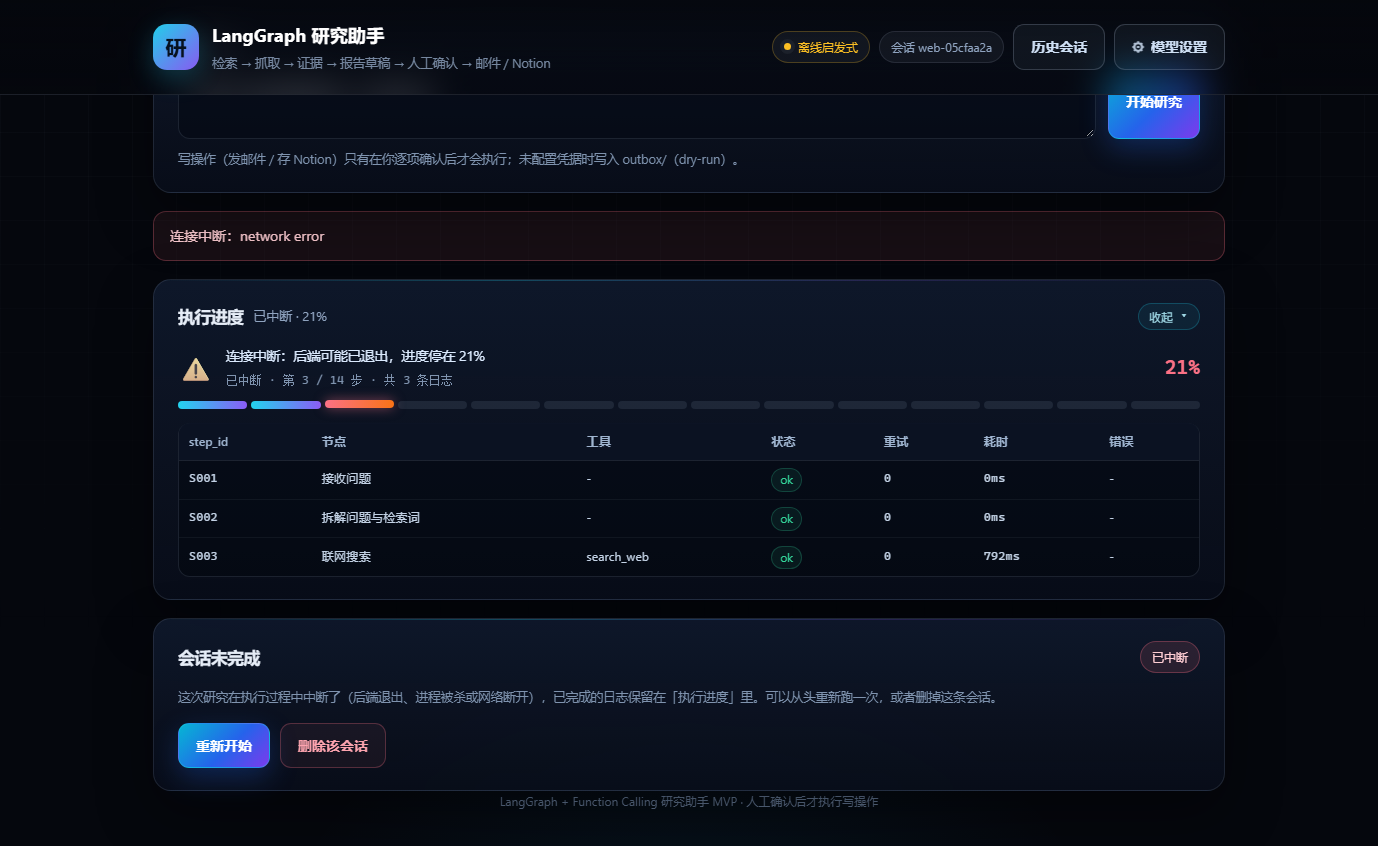 研
LangGraph 研究助手
检索 → 抓取 → 证据 → 报告草稿 → 人工确认 → 邮件 / Notion
离线启发式
会话 web-05cfaa2a
历史会话
模型设置
开始研究
写操作（发邮件 / 存 Notion）只有在你逐项确认后才会执行；未配置凭据时写入 outbox/（dry-run）。
连接中断：network error
执行进度 已中断 · 21%
收起
连接中断：后端可能已退出，进度停在 21%
已中断 · 第 3 / 14 步 · 共 3 条日志
21%
step_id 节点 工具 状态 重试 耗时 错误
S001 接收问题 - ok 0 0ms -
S002 拆解问题与检索词 - ok 0 0ms -
S003 联网搜索 search_web ok 0 792ms -
会话未完成
已中断
这次研究在执行过程中中断了（后端退出、进程被杀或网络断开），已完成的日志保留在「执行进度」里。可以从头重新跑一次，或者删掉这条会话。
重新开始
删除该会话
LangGraph + Function Calling 研究助手 MVP · 人工确认后才执行写操作